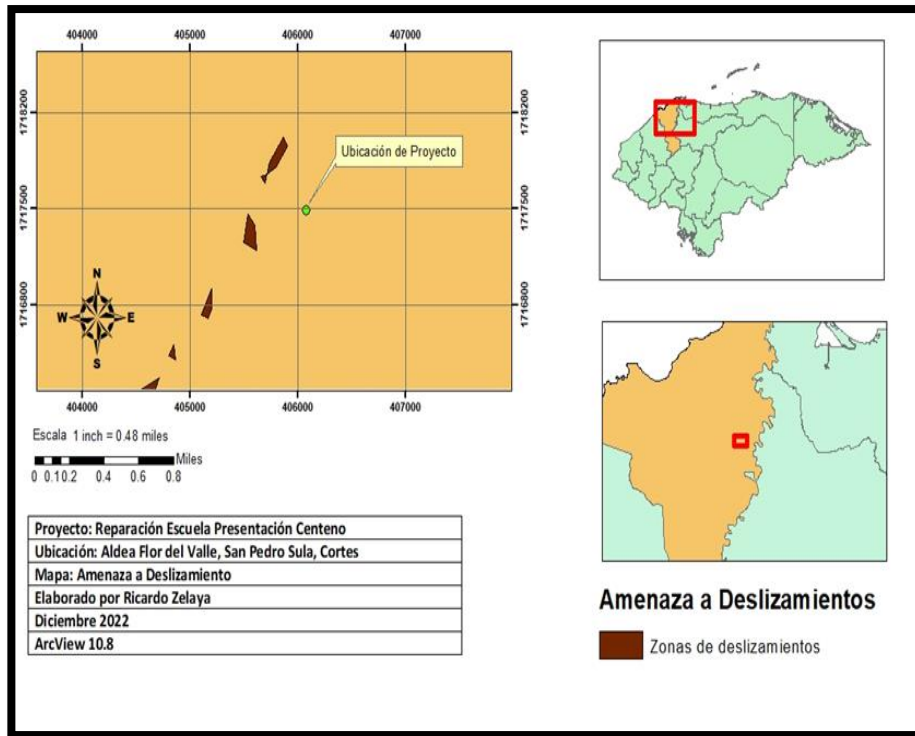 404000 405000 406000 407000
1718200 1718200
Ubicación de Proyecto
1717500 1717500
1716800 1716800
N
W E
S
404000 405000 406000 407000
Escala 1 inch = 0.48 miles
Miles
0 0.1 0.2 0.4 0.6 0.8
Proyecto: Reparación Escuela Presentación Centeno
Ubicación: Aldea Flor del Valle, San Pedro Sula, Cortes
Mapa: Amenaza a Deslizamiento
Elaborado por Ricardo Zelaya
Diciembre 2022
ArcView 10.8
Amenaza a Deslizamientos
Zonas de deslizamientos